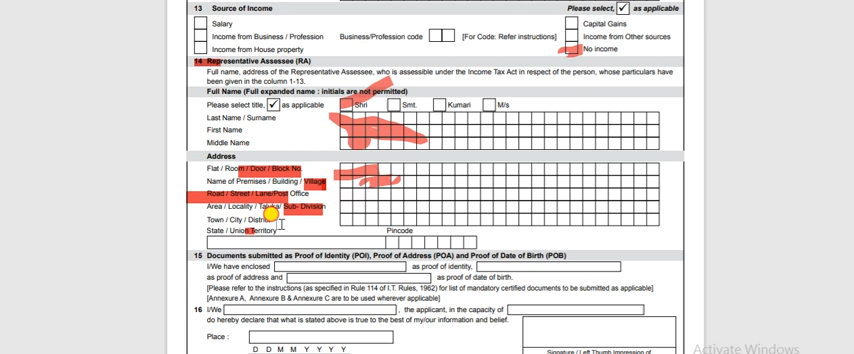 13 Source of Income Please select, ✓ as applicable
Salary Capital Gains
Income from Business / Profession Business/Profession code [For Code: Refer instructions] Income from Other sources
Income from House property No income
14 Representative Assessee (RA)
Full name, address of the Representative Assessee, who is assessible under the Income Tax Act in respect of the person, whose particulars have
been given in the column 1-13.
Full Name (Full expanded name : initials are not permitted)
Please select title, ✓ as applicable Shri Smt. Kumari M/s
Last Name / Surname
First Name
Middle Name
Address
Flat / Room / Door / Block No.
Name of Premises / Building / Village
Road / Street / Lane/Post Office
Area / Locality / Taluka/ Sub- Division
Town / City / District
State / Union Territory Pincode
15 Documents submitted as Proof of Identity (POI), Proof of Address (POA) and Proof of Date of Birth (POB)
I/We have enclosed as proof of identity,
as proof of address and as proof of date of birth.
[Please refer to the instructions (as specified in Rule 114 of I.T. Rules, 1962) for list of mandatory certified documents to be submitted as applicable]
[Annexure A, Annexure B & Annexure C are to be used wherever applicable]
16 I/We , the applicant, in the capacity of
do hereby declare that what is stated above is true to the best of my/our information and belief.
Place :
D D M M Y Y Y Y
Signature / Left Thumb Impression of
Activate Windows